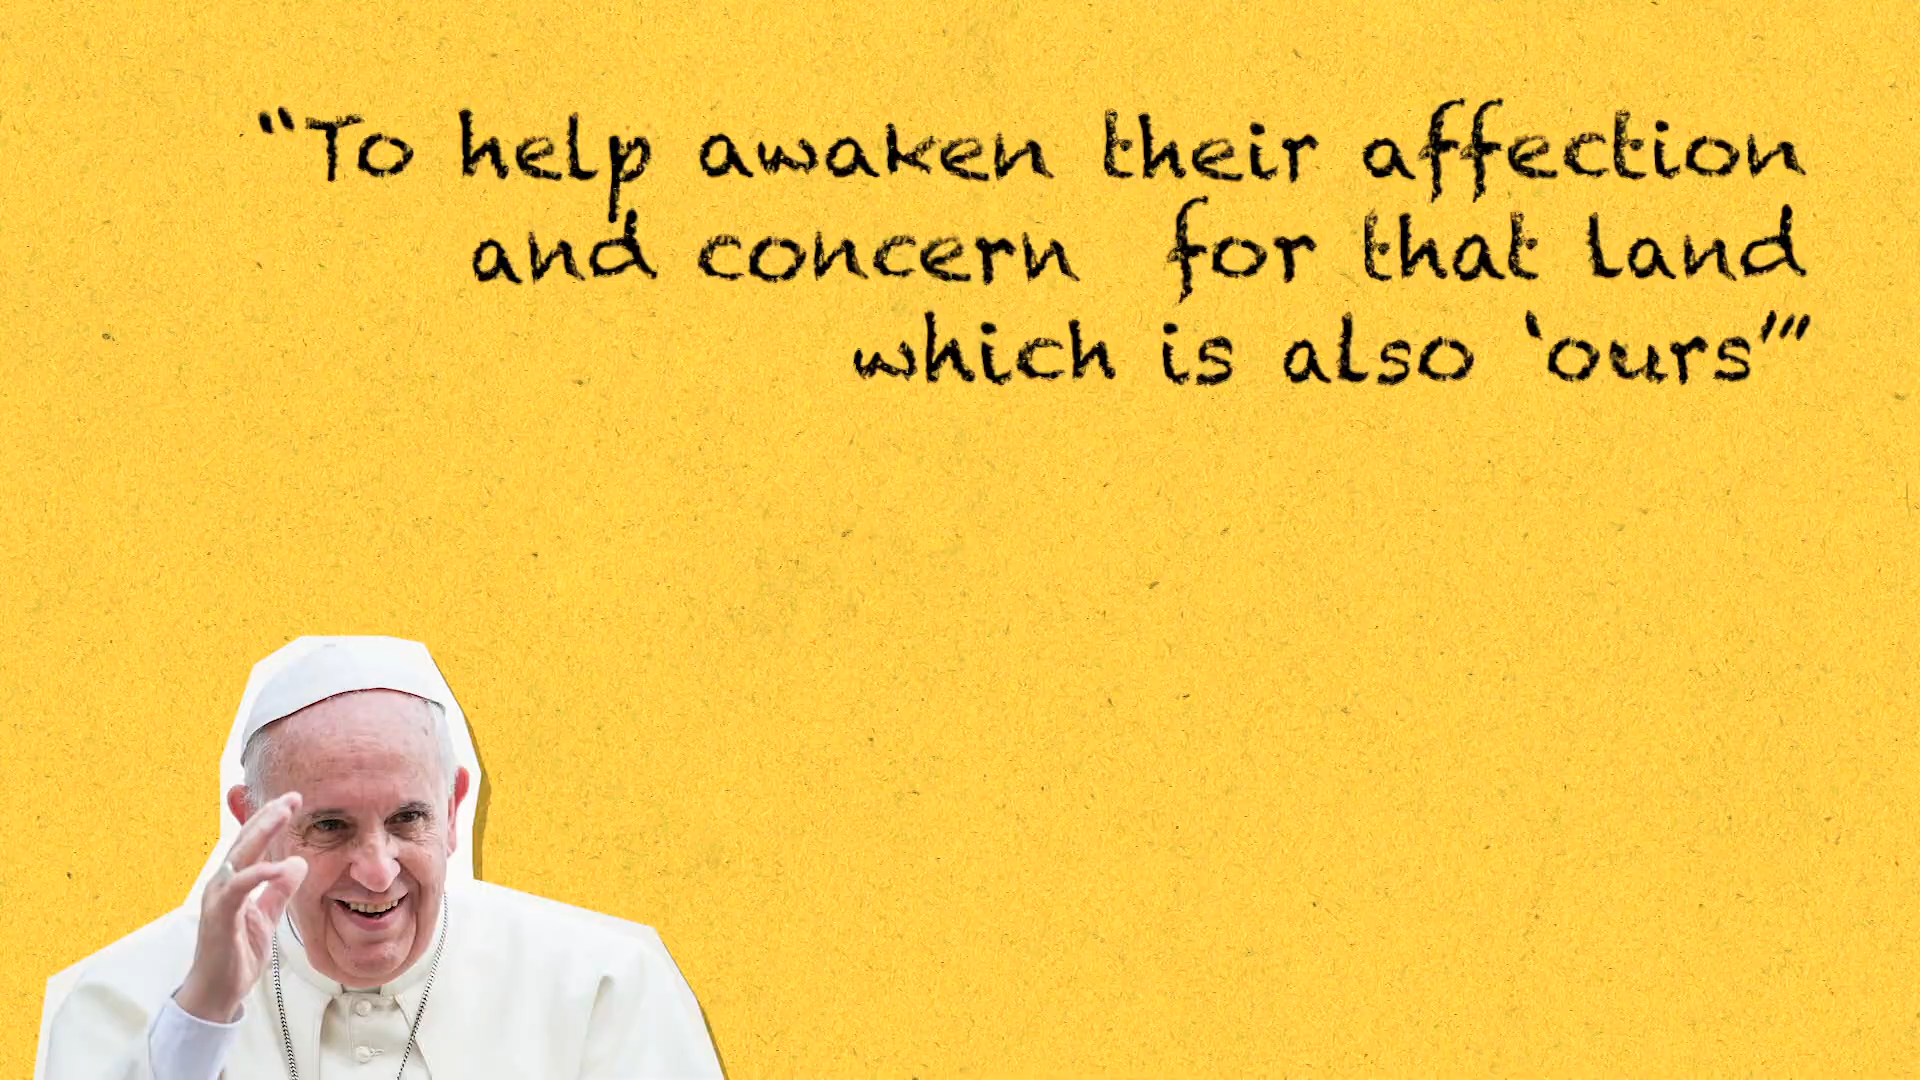 “To help awaken their affection
and concern for that land
which is also ‘ours’”